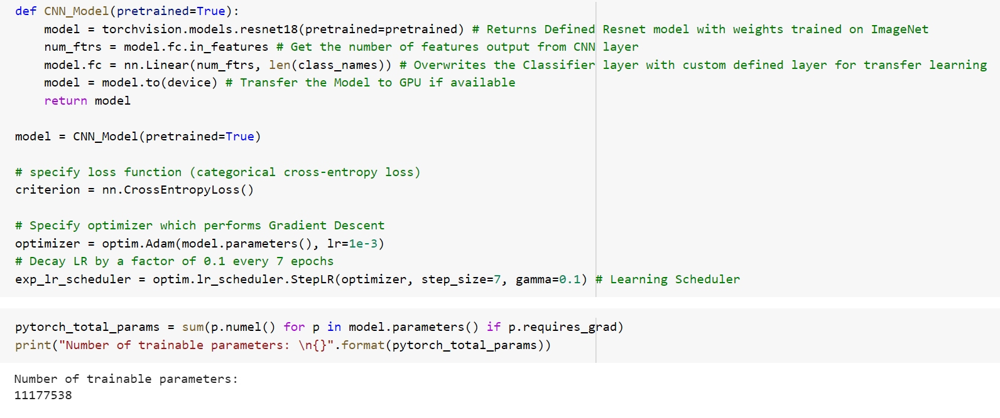 def CNN_Model(pretrained=True):
    model = torchvision.models.resnet18(pretrained=pretrained) # Returns Defined Resnet model with weights trained on ImageNet
    num_ftrs = model.fc.in_features # Get the number of features output from CNN layer
    model.fc = nn.Linear(num_ftrs, len(class_names)) # Overwrites the Classifier layer with custom defined layer for transfer learning
    model = model.to(device) # Transfer the Model to GPU if available
    return model

model = CNN_Model(pretrained=True)

# specify loss function (categorical cross-entropy loss)
criterion = nn.CrossEntropyLoss()

# Specify optimizer which performs Gradient Descent
optimizer = optim.Adam(model.parameters(), lr=1e-3)
# Decay LR by a factor of 0.1 every 7 epochs
exp_lr_scheduler = optim.lr_scheduler.StepLR(optimizer, step_size=7, gamma=0.1) # Learning Scheduler

pytorch_total_params = sum(p.numel() for p in model.parameters() if p.requires_grad)
print("Number of trainable parameters: \n{}".format(pytorch_total_params))

Number of trainable parameters:
11177538